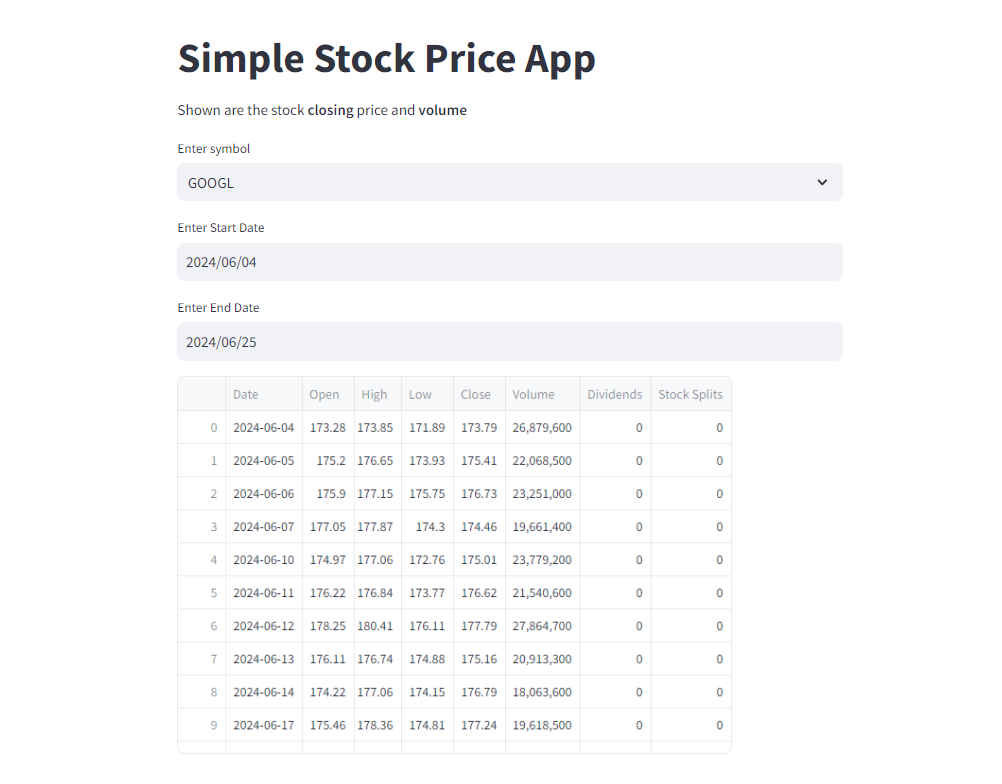 Simple Stock Price App
Shown are the stock closing price and volume
Enter symbol
GOOGL
Enter Start Date
2024/06/04
Enter End Date
2024/06/25
Date Open High Low Close Volume Dividends Stock Splits
0 2024-06-04 173.28 173.85 171.89 173.79 26,879,600 0 0
1 2024-06-05 175.2 176.65 173.93 175.41 22,068,500 0 0
2 2024-06-06 175.9 177.15 175.75 176.73 23,251,000 0 0
3 2024-06-07 177.05 177.87 174.3 174.46 19,661,400 0 0
4 2024-06-10 174.97 177.06 172.76 175.01 23,779,200 0 0
5 2024-06-11 176.22 176.84 173.77 176.62 21,540,600 0 0
6 2024-06-12 178.25 180.41 176.11 177.79 27,864,700 0 0
7 2024-06-13 176.11 176.74 174.88 175.16 20,913,300 0 0
8 2024-06-14 174.22 177.06 174.15 176.79 18,063,600 0 0
9 2024-06-17 175.46 178.36 174.81 177.24 19,618,500 0 0